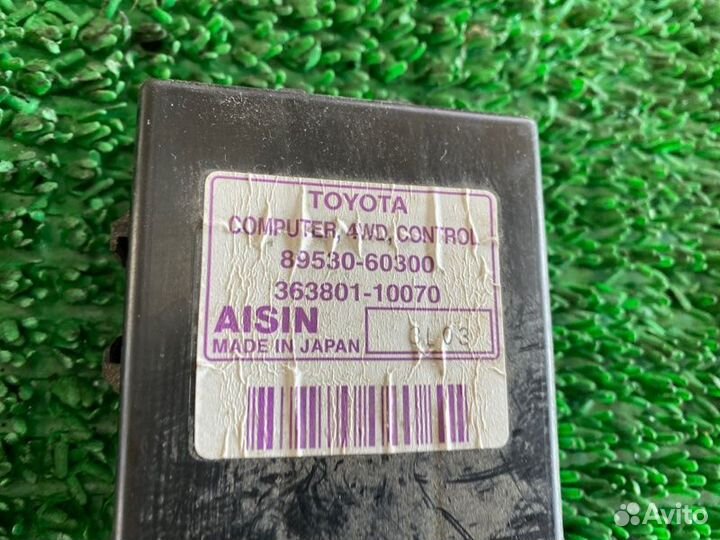 TOYOTA
COMPUTER, 4WD, CONTROL
89530-60300
363801-10070
AISIN
MADE IN JAPAN
Avito